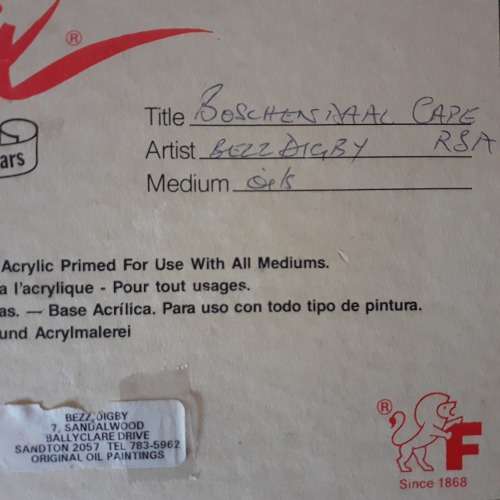 ®
Title BOSCHENDAAL CAPE
RSA
Artist BEZZ DIGBY
Medium oils
ars
Acrylic Primed For Use With All Mediums.
a l'acrylique - Pour tout usages.
as. — Base Acrílica. Para uso con todo tipo de pintura.
und Acrylmalerei
BEZZ DIGBY
7, SANDALWOOD
BALLYCLARE DRIVE
SANDTON 2057 TEL 783-5962
ORIGINAL OIL PAINTINGS
® F
Since 1868